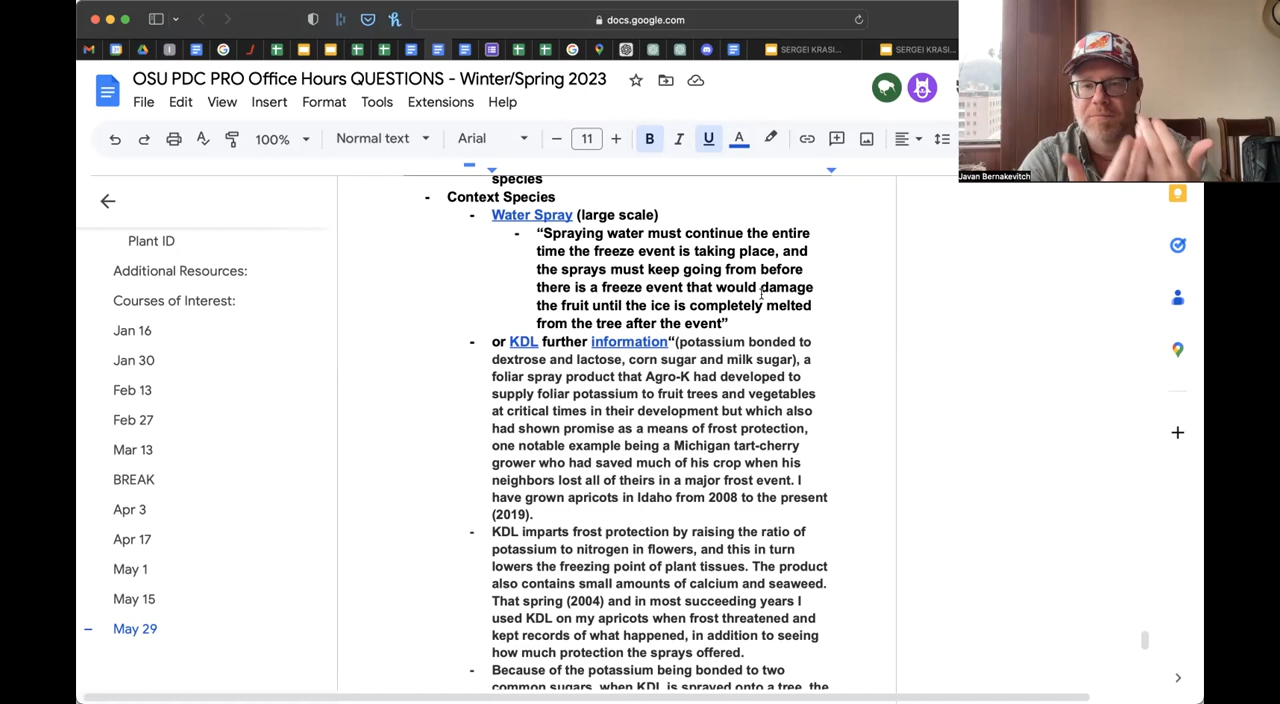 docs.google.com
SERGEI KRASI...
SERGEI KRASI...
Javan Bernakevitch
OSU PDC PRO Office Hours QUESTIONS - Winter/Spring 2023
File Edit View Insert Format Tools Extensions Help
100% Normal text Arial 11 B I U A
Plant ID
Additional Resources:
Courses of Interest:
Jan 16
Jan 30
Feb 13
Feb 27
Mar 13
BREAK
Apr 3
Apr 17
May 1
May 15
May 29
species
- Context Species
- Water Spray (large scale)
- “Spraying water must continue the entire
time the freeze event is taking place, and
the sprays must keep going from before
there is a freeze event that would damage
the fruit until the ice is completely melted
from the tree after the event”
- or KDL further information“(potassium bonded to
dextrose and lactose, corn sugar and milk sugar), a
foliar spray product that Agro-K had developed to
supply foliar potassium to fruit trees and vegetables
at critical times in their development but which also
had shown promise as a means of frost protection,
one notable example being a Michigan tart-cherry
grower who had saved much of his crop when his
neighbors lost all of theirs in a major frost event. I
have grown apricots in Idaho from 2008 to the present
(2019).
- KDL imparts frost protection by raising the ratio of
potassium to nitrogen in flowers, and this in turn
lowers the freezing point of plant tissues. The product
also contains small amounts of calcium and seaweed.
That spring (2004) and in most succeeding years I
used KDL on my apricots when frost threatened and
kept records of what happened, in addition to seeing
how much protection the sprays offered.
- Because of the potassium being bonded to two
common sugars, when KDL is sprayed onto a tree, the